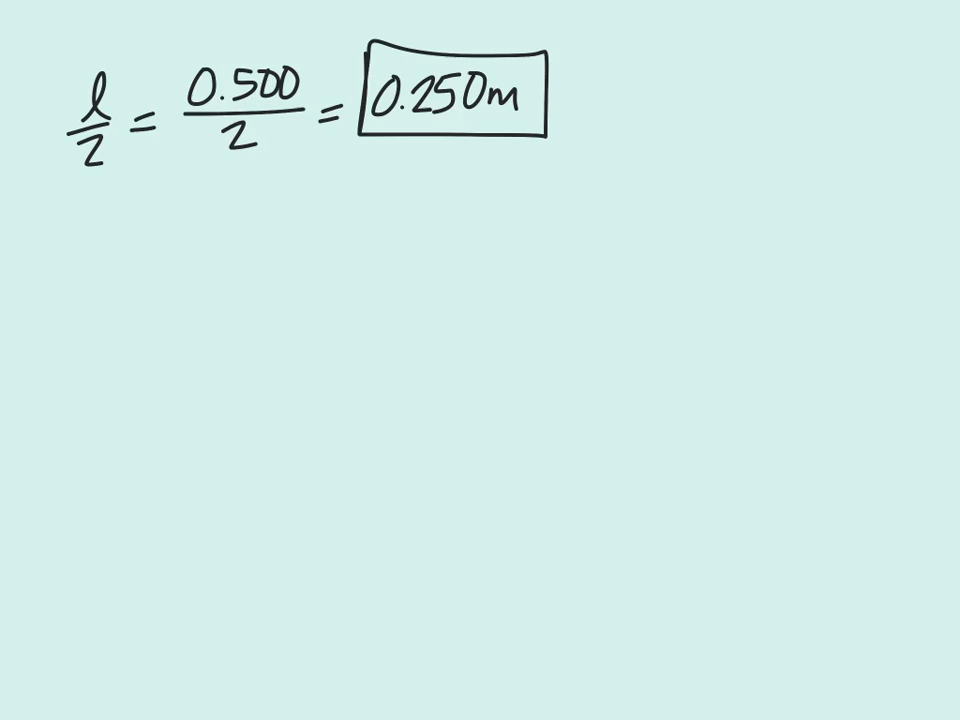 l/2 = 0.500/2 = 0.250m